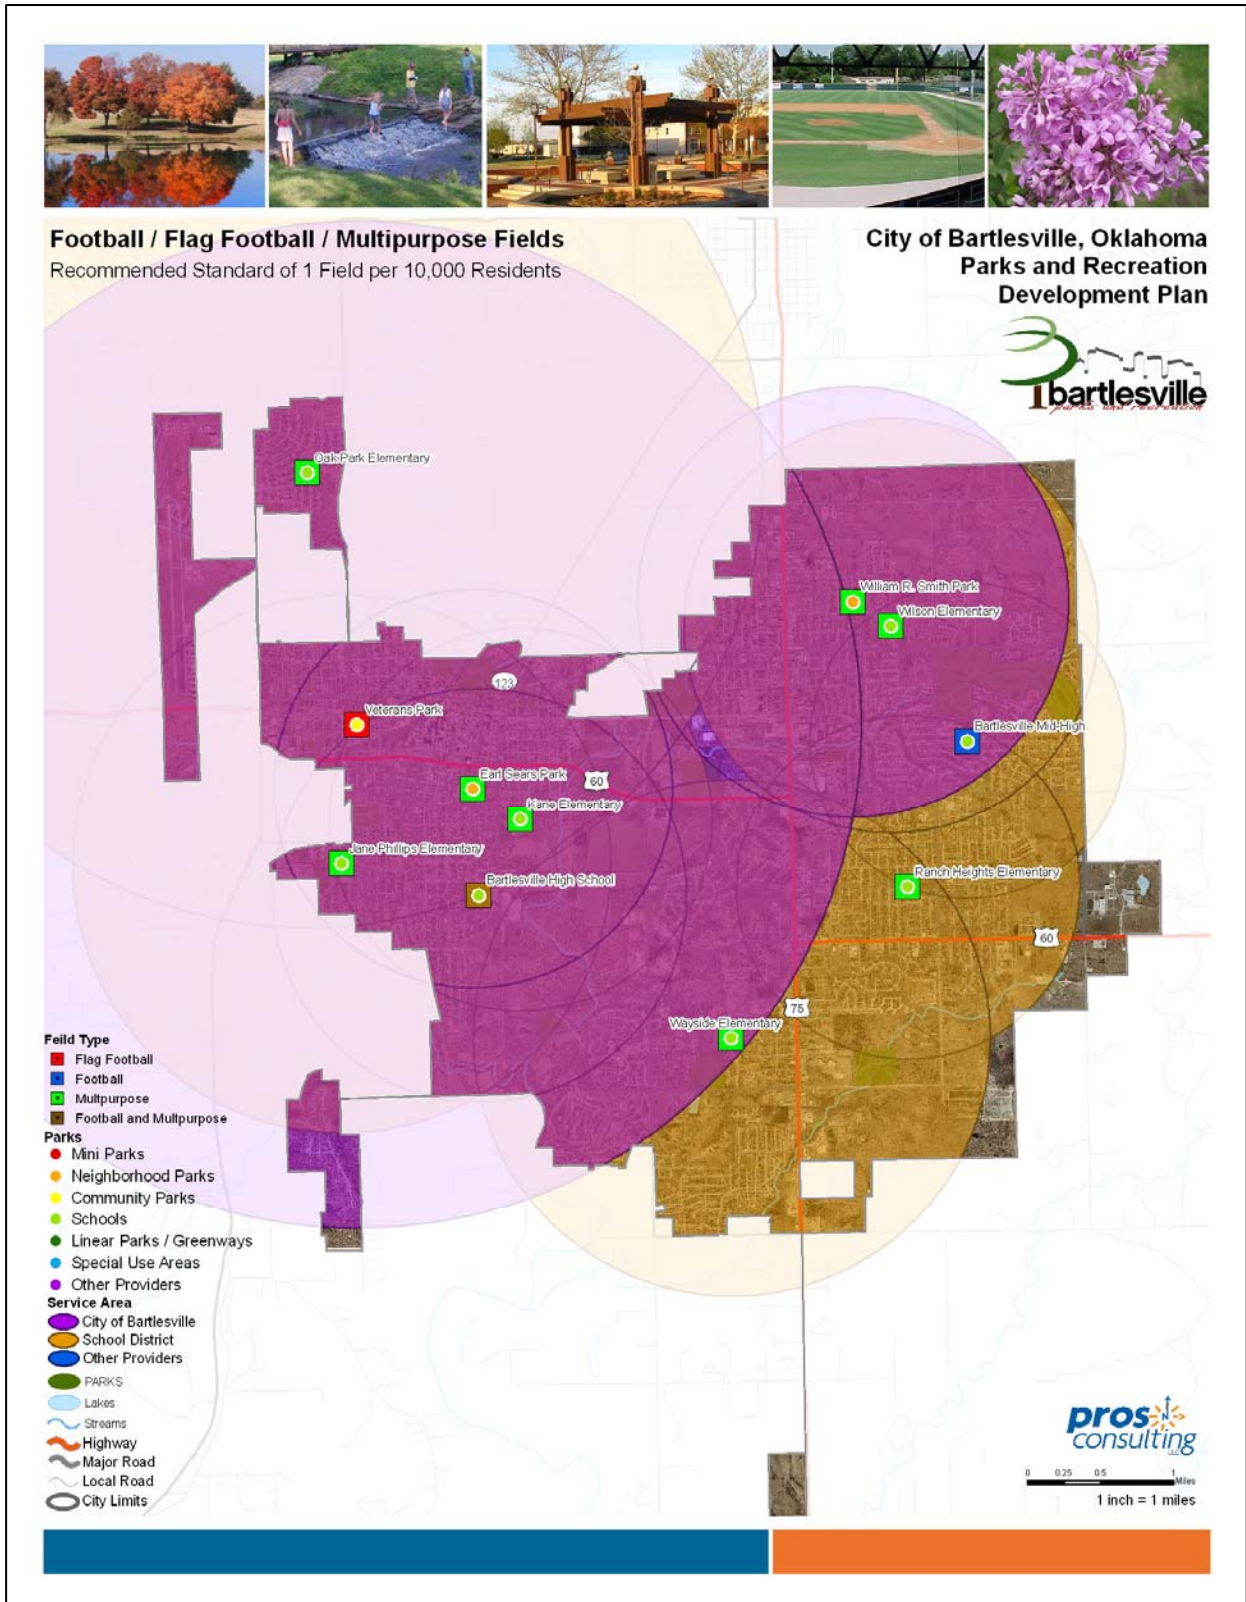 Football / Flag Football / Multipurpose Fields
Recommended Standard of 1 Field per 10,000 Residents
City of Bartlesville, Oklahoma
Parks and Recreation
Development Plan
bartlesville
parks and recreation
Oak Park Elementary
William R. Smith Park
Wilson Elementary
123
Veterans Park
Bartlesville Mid-High
Earl Sears Park
60
Kane Elementary
Jane Phillips Elementary
Bartlesville High School
Ranch Heights Elementary
60
75
Wayside Elementary
Feild Type
Flag Football
Football
Multpurpose
Football and Multpurpose
Parks
Mini Parks
Neighborhood Parks
Community Parks
Schools
Linear Parks / Greenways
Special Use Areas
Other Providers
Service Area
City of Bartlesville
School District
Other Providers
PARKS
Lakes
Streams
Highway
Major Road
Local Road
City Limits
N
pros
consulting
LLC
0 0.25 0.5 1
Miles
1 inch = 1 miles